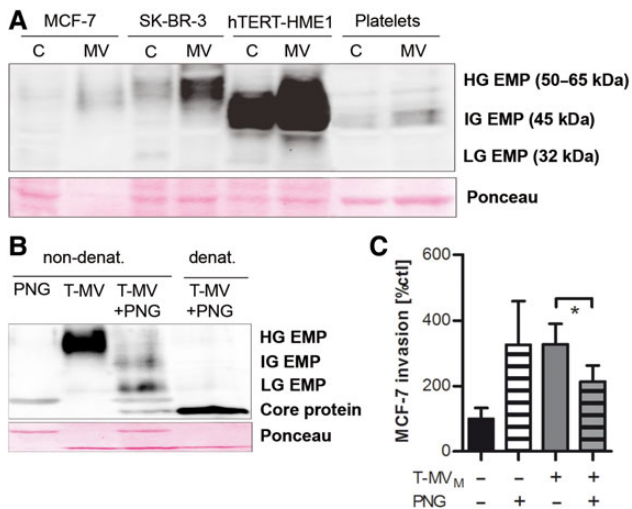 A
MCF-7 SK-BR-3 hTERT-HME1 Platelets
C MV C MV C MV C MV
HG EMP (50–65 kDa)
IG EMP (45 kDa)
LG EMP (32 kDa)
Ponceau
B
non-denat. denat.
PNG T-MV T-MV T-MV
+PNG +PNG
HG EMP
IG EMP
LG EMP
Core protein
Ponceau
C
MCF-7 invasion [%ctl]
600
400
200
0
*
T-MVM – – + +
PNG – + – +